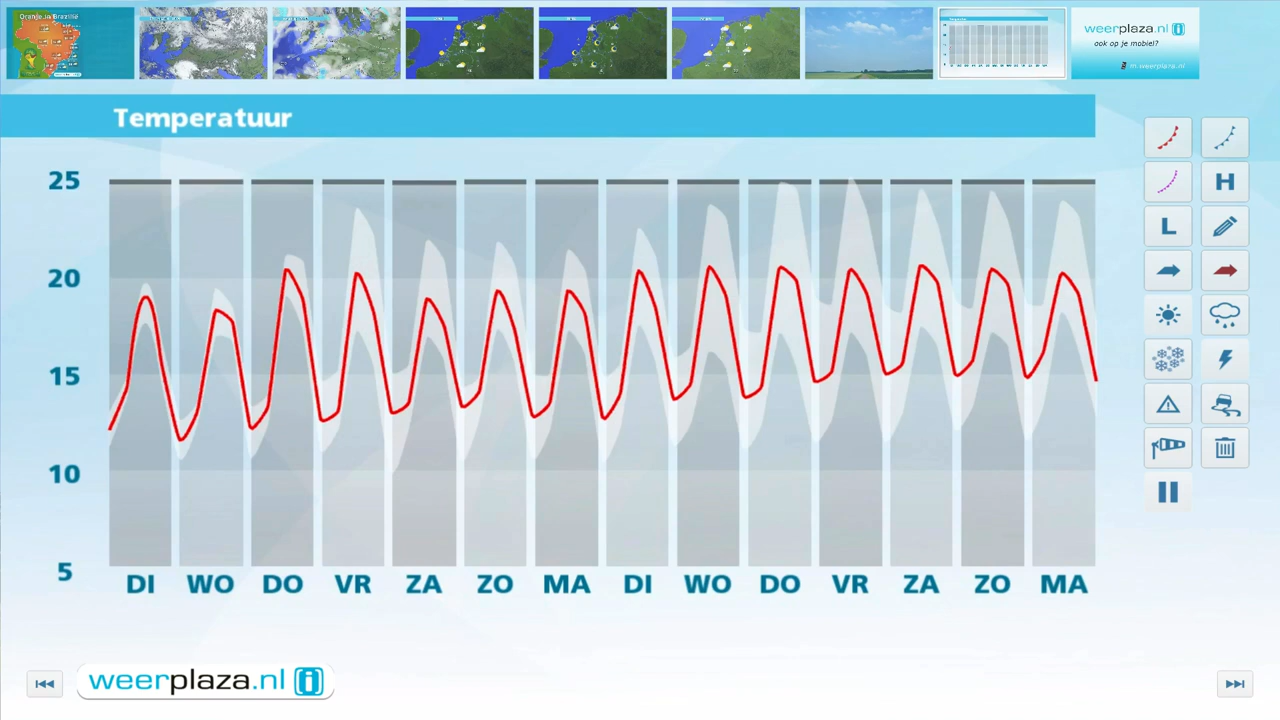 Oranje in Brazilië
weerplaza.nl
ook op je mobiel?
m.weerplaza.nl
Temperatuur
25
20
15
10
5
DI WO DO VR ZA ZO MA DI WO DO VR ZA ZO MA
H
L
weerplaza.nl